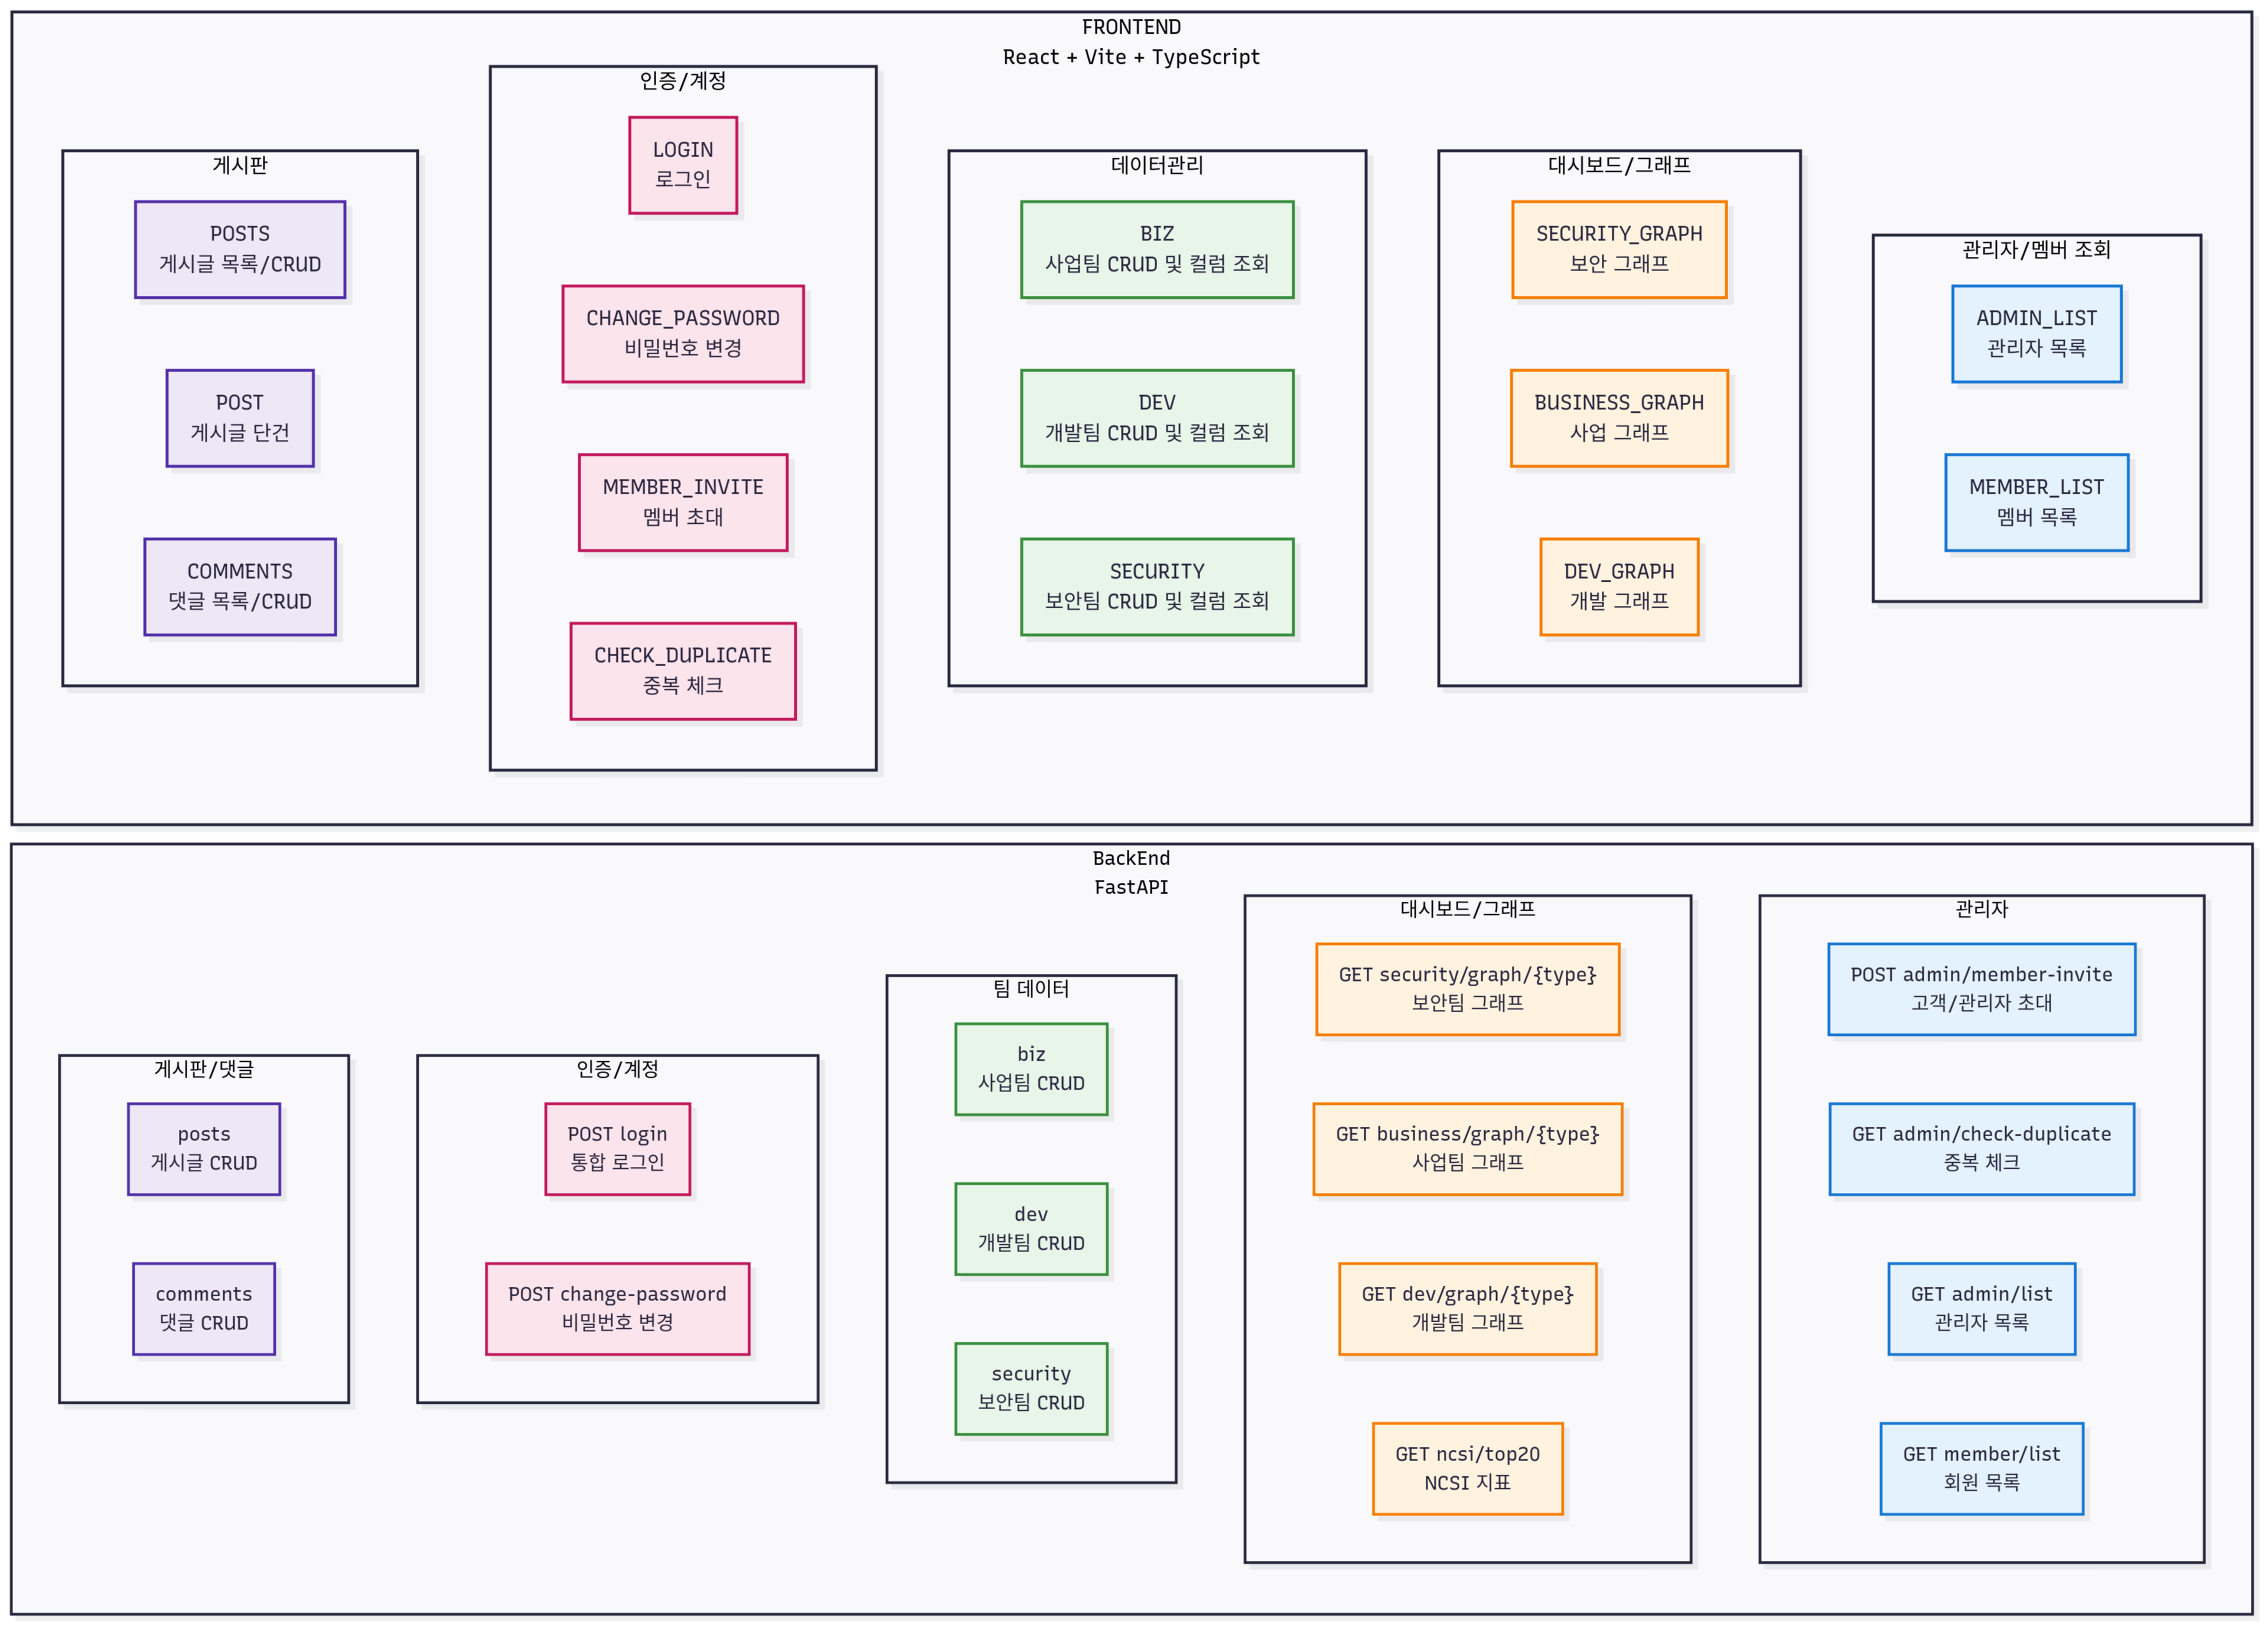 FRONTEND
React + Vite + TypeScript
게시판
POSTS
게시글 목록/CRUD
POST
게시글 단건
COMMENTS
댓글 목록/CRUD
인증/계정
LOGIN
로그인
CHANGE_PASSWORD
비밀번호 변경
MEMBER_INVITE
멤버 초대
CHECK_DUPLICATE
중복 체크
데이터관리
BIZ
사업팀 CRUD 및 컬럼 조회
DEV
개발팀 CRUD 및 컬럼 조회
SECURITY
보안팀 CRUD 및 컬럼 조회
대시보드/그래프
SECURITY_GRAPH
보안 그래프
BUSINESS_GRAPH
사업 그래프
DEV_GRAPH
개발 그래프
관리자/멤버 조회
ADMIN_LIST
관리자 목록
MEMBER_LIST
멤버 목록
BackEnd
FastAPI
게시판/댓글
posts
게시글 CRUD
comments
댓글 CRUD
인증/계정
POST login
통합 로그인
POST change-password
비밀번호 변경
팀 데이터
biz
사업팀 CRUD
dev
개발팀 CRUD
security
보안팀 CRUD
대시보드/그래프
GET security/graph/{type}
보안팀 그래프
GET business/graph/{type}
사업팀 그래프
GET dev/graph/{type}
개발팀 그래프
GET ncsi/top20
NCSI 지표
관리자
POST admin/member-invite
고객/관리자 초대
GET admin/check-duplicate
중복 체크
GET admin/list
관리자 목록
GET member/list
회원 목록